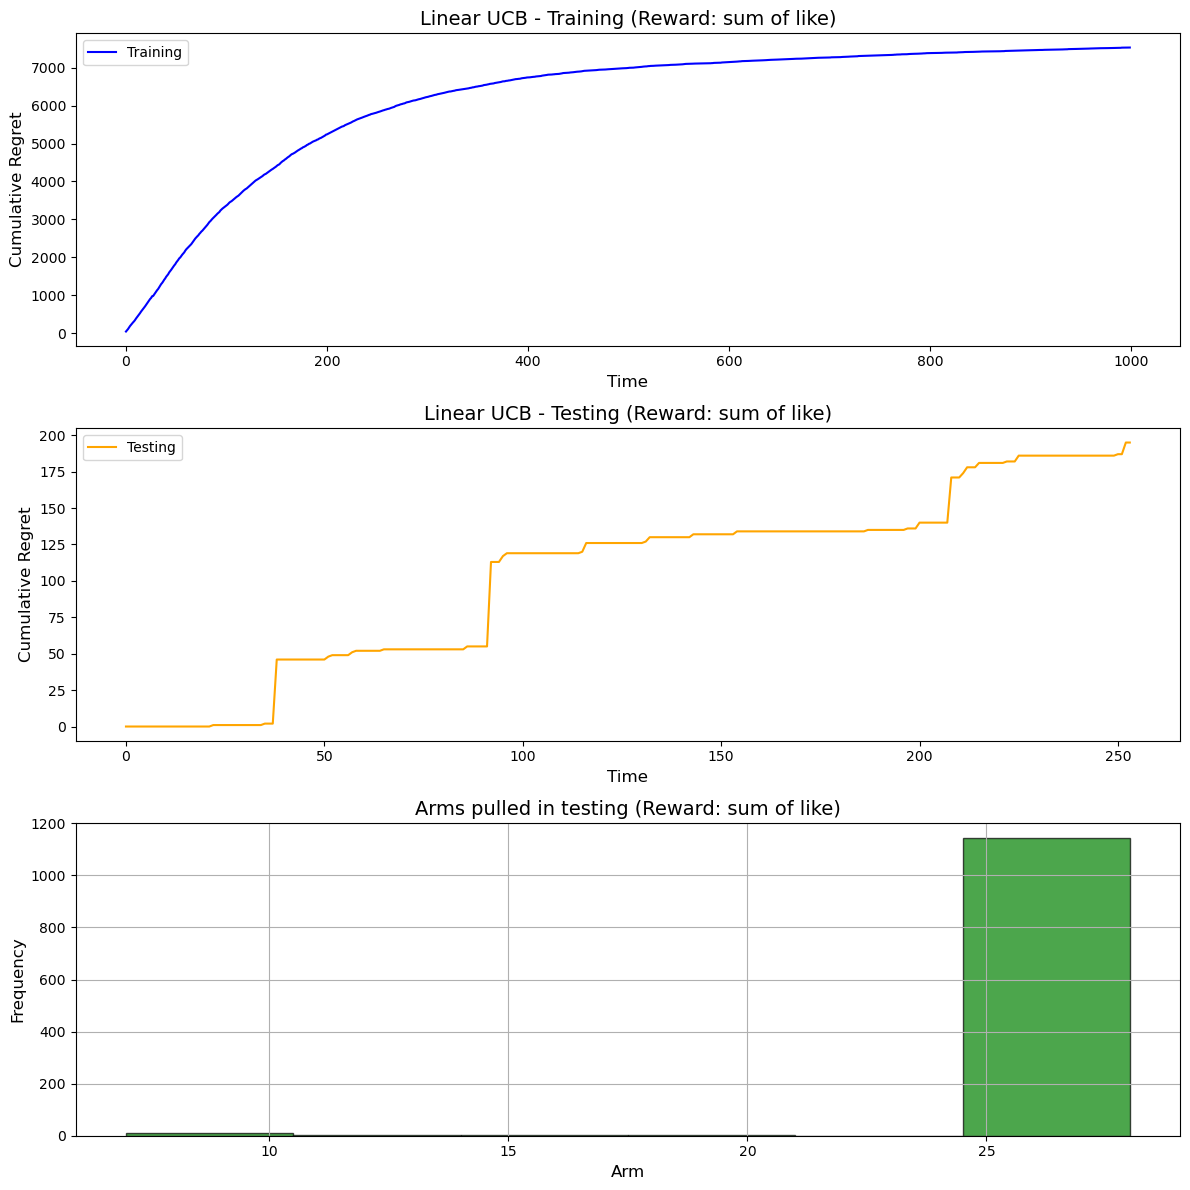 Linear UCB - Training (Reward: sum of like)
Training
Cumulative Regret
7000
6000
5000
4000
3000
2000
1000
0
0 200 400 600 800 1000
Time
Linear UCB - Testing (Reward: sum of like)
Testing
Cumulative Regret
200
175
150
125
100
75
50
25
0
0 50 100 150 200 250
Time
Arms pulled in testing (Reward: sum of like)
Frequency
1200
1000
800
600
400
200
0
10 15 20 25
Arm